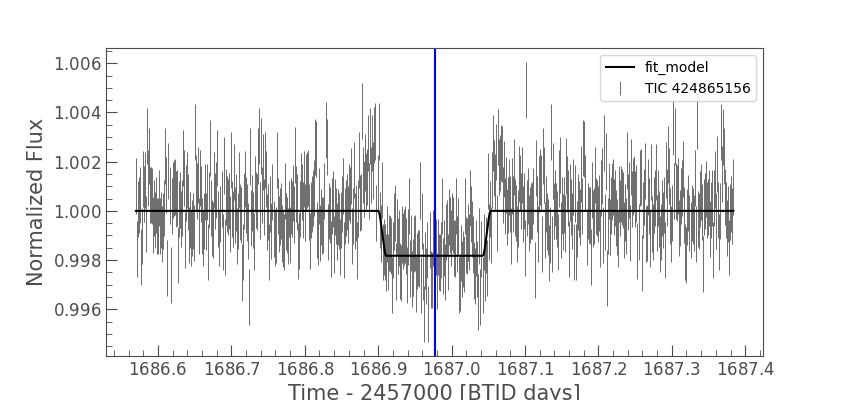 1.006
1.004
1.002
1.000
0.998
0.996
Normalized Flux
fit_model
TIC 424865156
1686.6 1686.7 1686.8 1686.9 1687.0 1687.1 1687.2 1687.3 1687.4
Time - 2457000 [BTJD days]